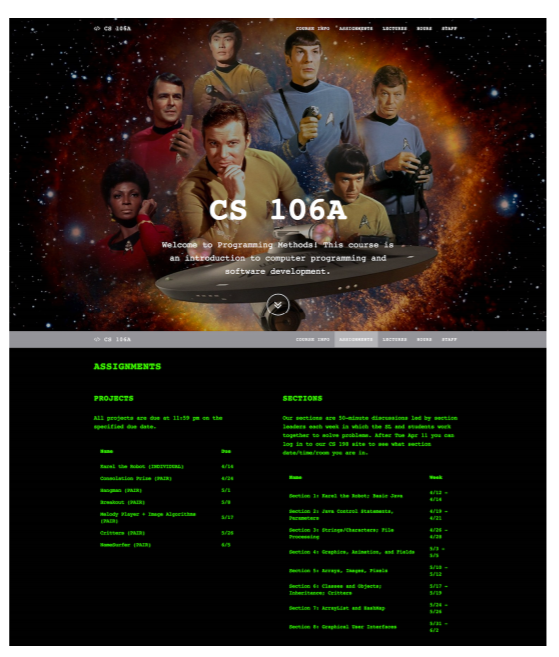 </> CS 106A COURSE INFO ASSIGNMENTS LECTURES HOURS STAFF
CS 106A
Welcome to Programming Methods! This course is
an introduction to computer programming and
software development.
</> CS 106A COURSE INFO ASSIGNMENTS LECTURES HOURS STAFF
ASSIGNMENTS
PROJECTS
All projects are due at 11:59 pm on the
specified due date.
Name Due
Karel the Robot (INDIVIDUAL) 4/14
Consolation Prize (PAIR) 4/24
Hangman (PAIR) 5/1
Breakout (PAIR) 5/8
Melody Player + Image Algorithms
(PAIR) 5/17
Critters (PAIR) 5/26
NameSurfer (PAIR) 6/5
SECTIONS
Our sections are 50-minute discussions led by section
leaders each week in which the SL and students work
together to solve problems. After Tue Apr 11 you can
log in to our CS 198 site to see what section
date/time/room you are in.
Name Week
Section 1: Karel the Robot; Basic Java 4/12 –
4/14
Section 2: Java Control Statements,
Parameters 4/19 –
4/21
Section 3: Strings/Characters; File
Processing 4/26 –
4/28
Section 4: Graphics, Animation, and Fields 5/3 –
5/5
Section 5: Arrays, Images, Pixels 5/10 –
5/12
Section 6: Classes and Objects;
Inheritance; Critters 5/17 –
5/19
Section 7: ArrayList and HashMap 5/24 –
5/26
Section 8: Graphical User Interfaces 5/31 –
6/2